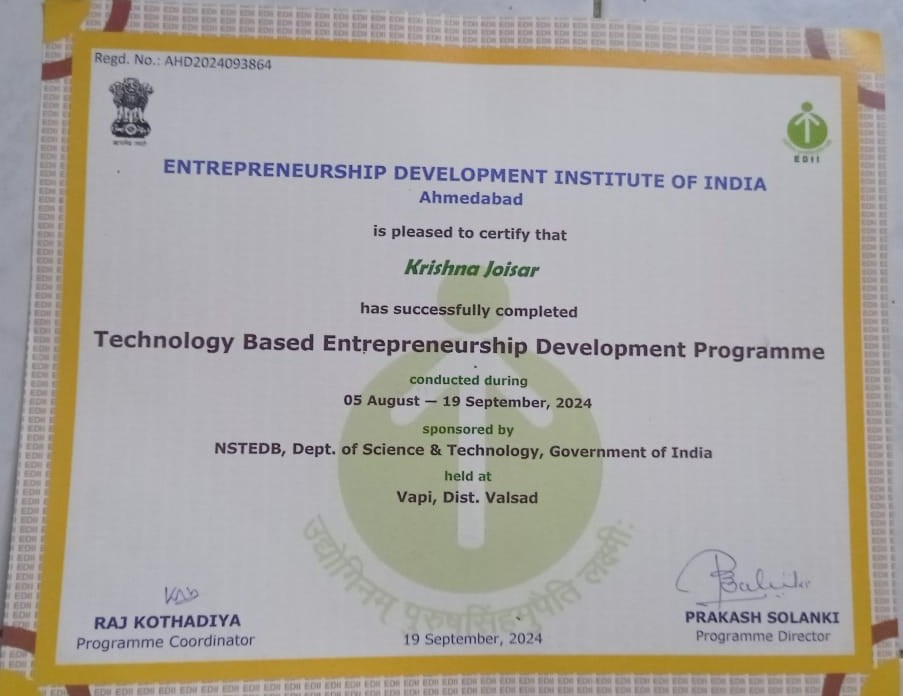 Regd. No.: AHD2024093864
सत्यमेव जयते
EDII
ENTREPRENEURSHIP DEVELOPMENT INSTITUTE OF INDIA
Ahmedabad
is pleased to certify that
Krishna Joisar
has successfully completed
Technology Based Entrepreneurship Development Programme
conducted during
05 August — 19 September, 2024
sponsored by
NSTEDB, Dept. of Science & Technology, Government of India
held at
Vapi, Dist. Valsad
उद्योगिनम् पुरुषसिंहमुपैति लक्ष्मी:
RAJ KOTHADIYA
Programme Coordinator
19 September, 2024
PRAKASH SOLANKI
Programme Director